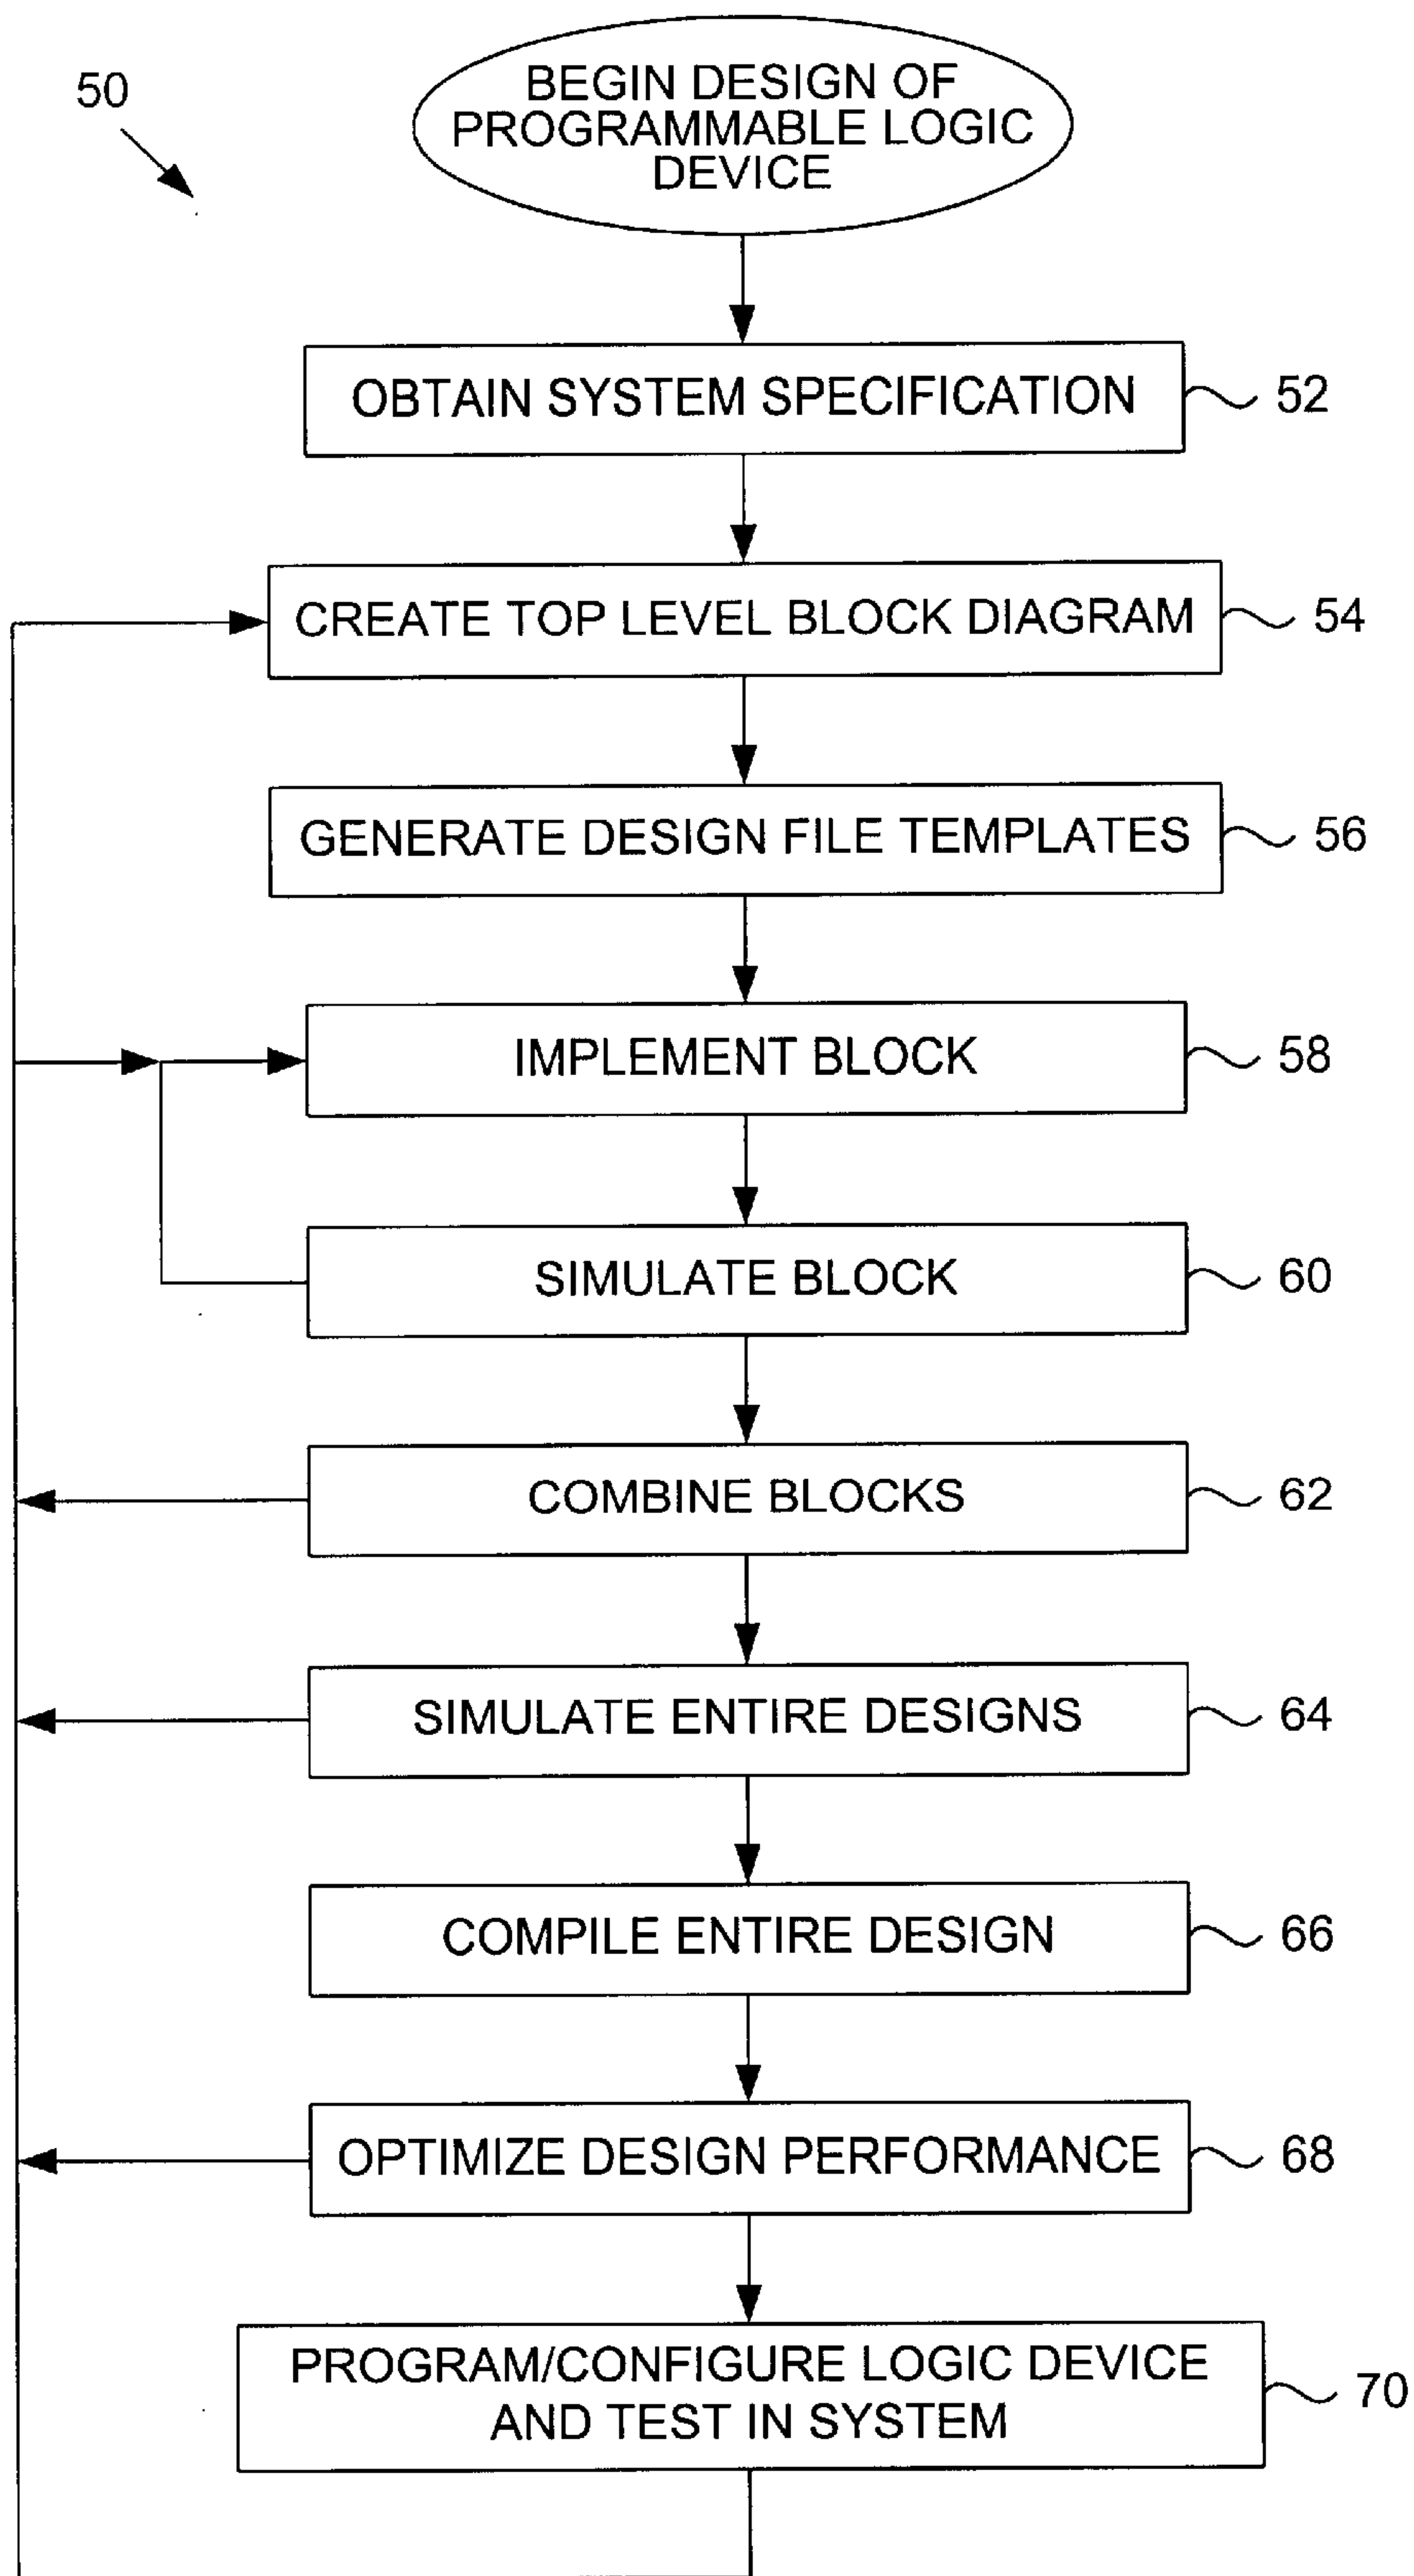 50
BEGIN DESIGN OF
PROGRAMMABLE LOGIC
DEVICE
OBTAIN SYSTEM SPECIFICATION
52
CREATE TOP LEVEL BLOCK DIAGRAM
54
GENERATE DESIGN FILE TEMPLATES
56
IMPLEMENT BLOCK
58
SIMULATE BLOCK
60
COMBINE BLOCKS
62
SIMULATE ENTIRE DESIGNS
64
COMPILE ENTIRE DESIGN
66
OPTIMIZE DESIGN PERFORMANCE
68
PROGRAM/CONFIGURE LOGIC DEVICE
AND TEST IN SYSTEM
70